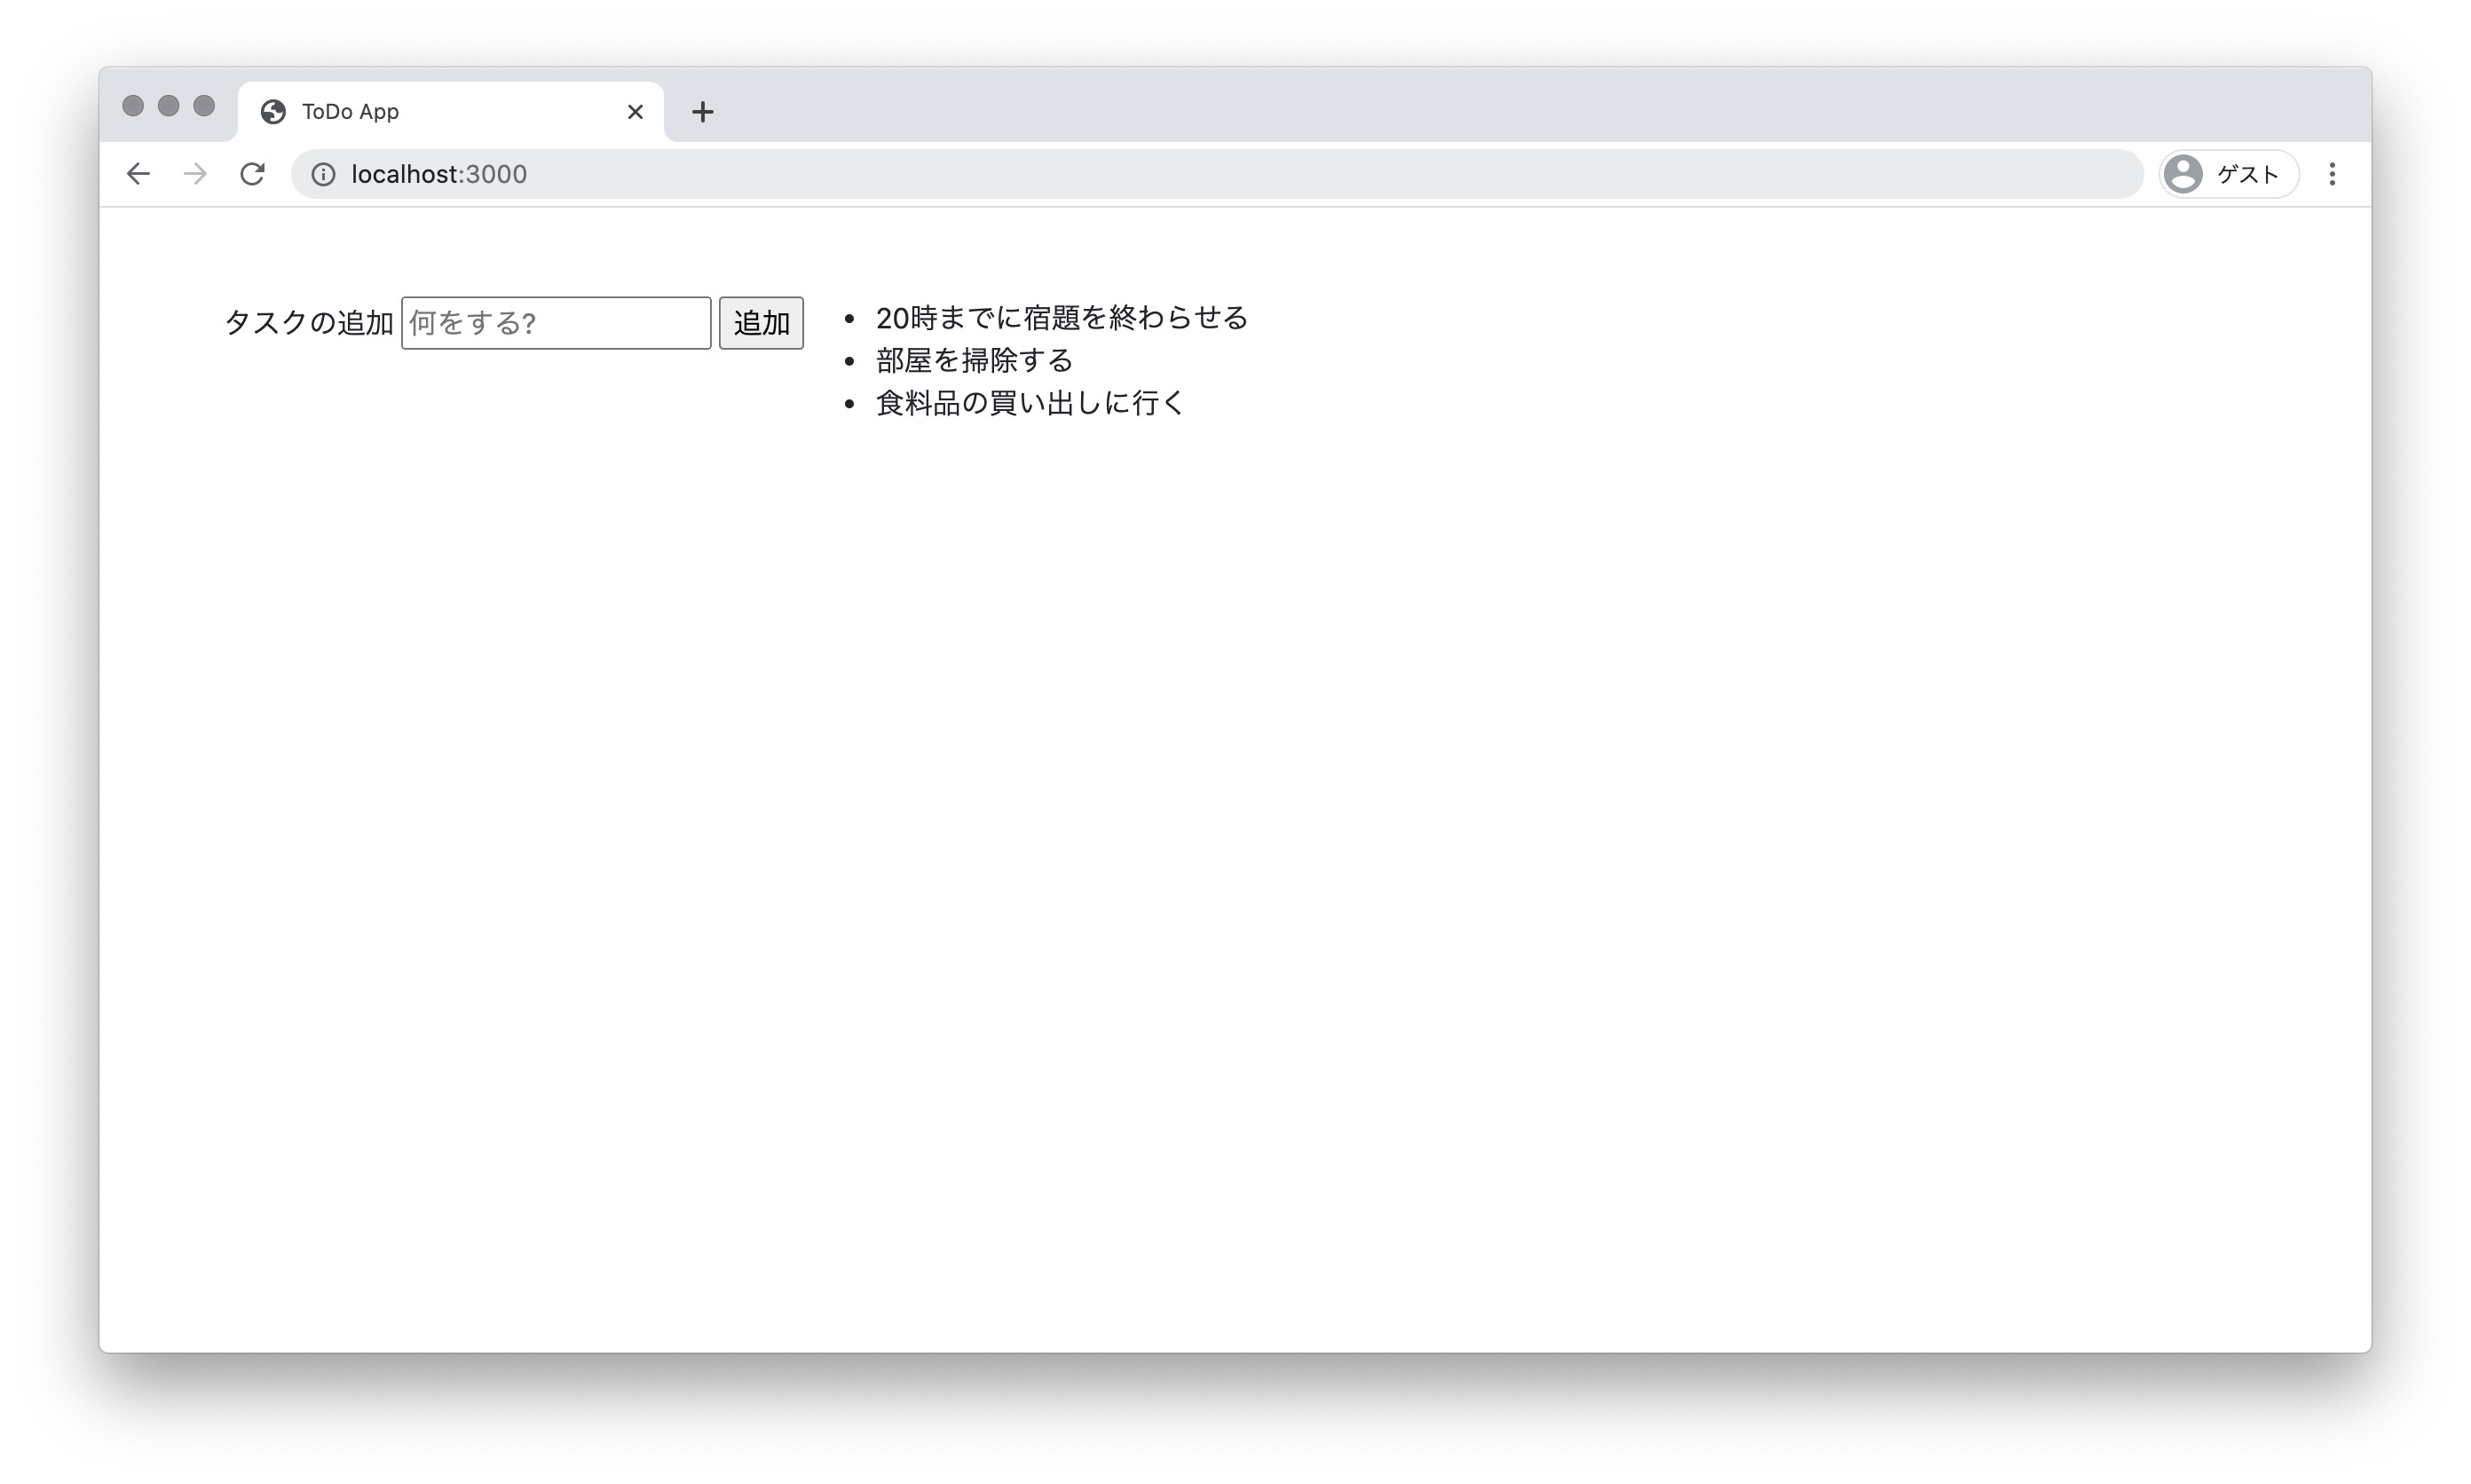 ToDo App
localhost:3000
ゲスト
タスクの追加 何をする? 追加
20時までに宿題を終わらせる
部屋を掃除する
食料品の買い出しに行く